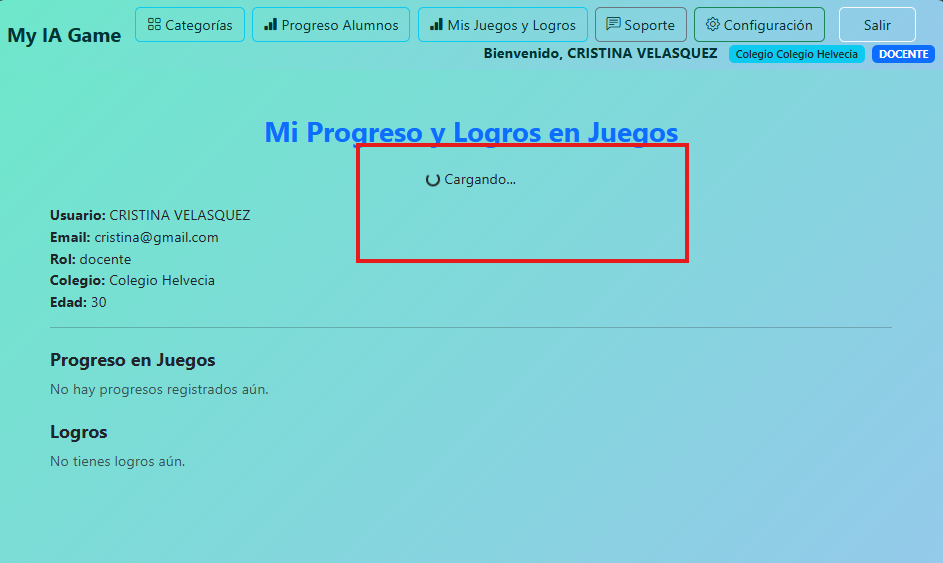 My IA Game
Categorías
Progreso Alumnos
Mis Juegos y Logros
Soporte
Configuración
Salir
Bienvenido, CRISTINA VELASQUEZ
Colegio Colegio Helvecia
DOCENTE
Mi Progreso y Logros en Juegos
Cargando...
Usuario: CRISTINA VELASQUEZ
Email: cristina@gmail.com
Rol: docente
Colegio: Colegio Helvecia
Edad: 30
Progreso en Juegos
No hay progresos registrados aún.
Logros
No tienes logros aún.